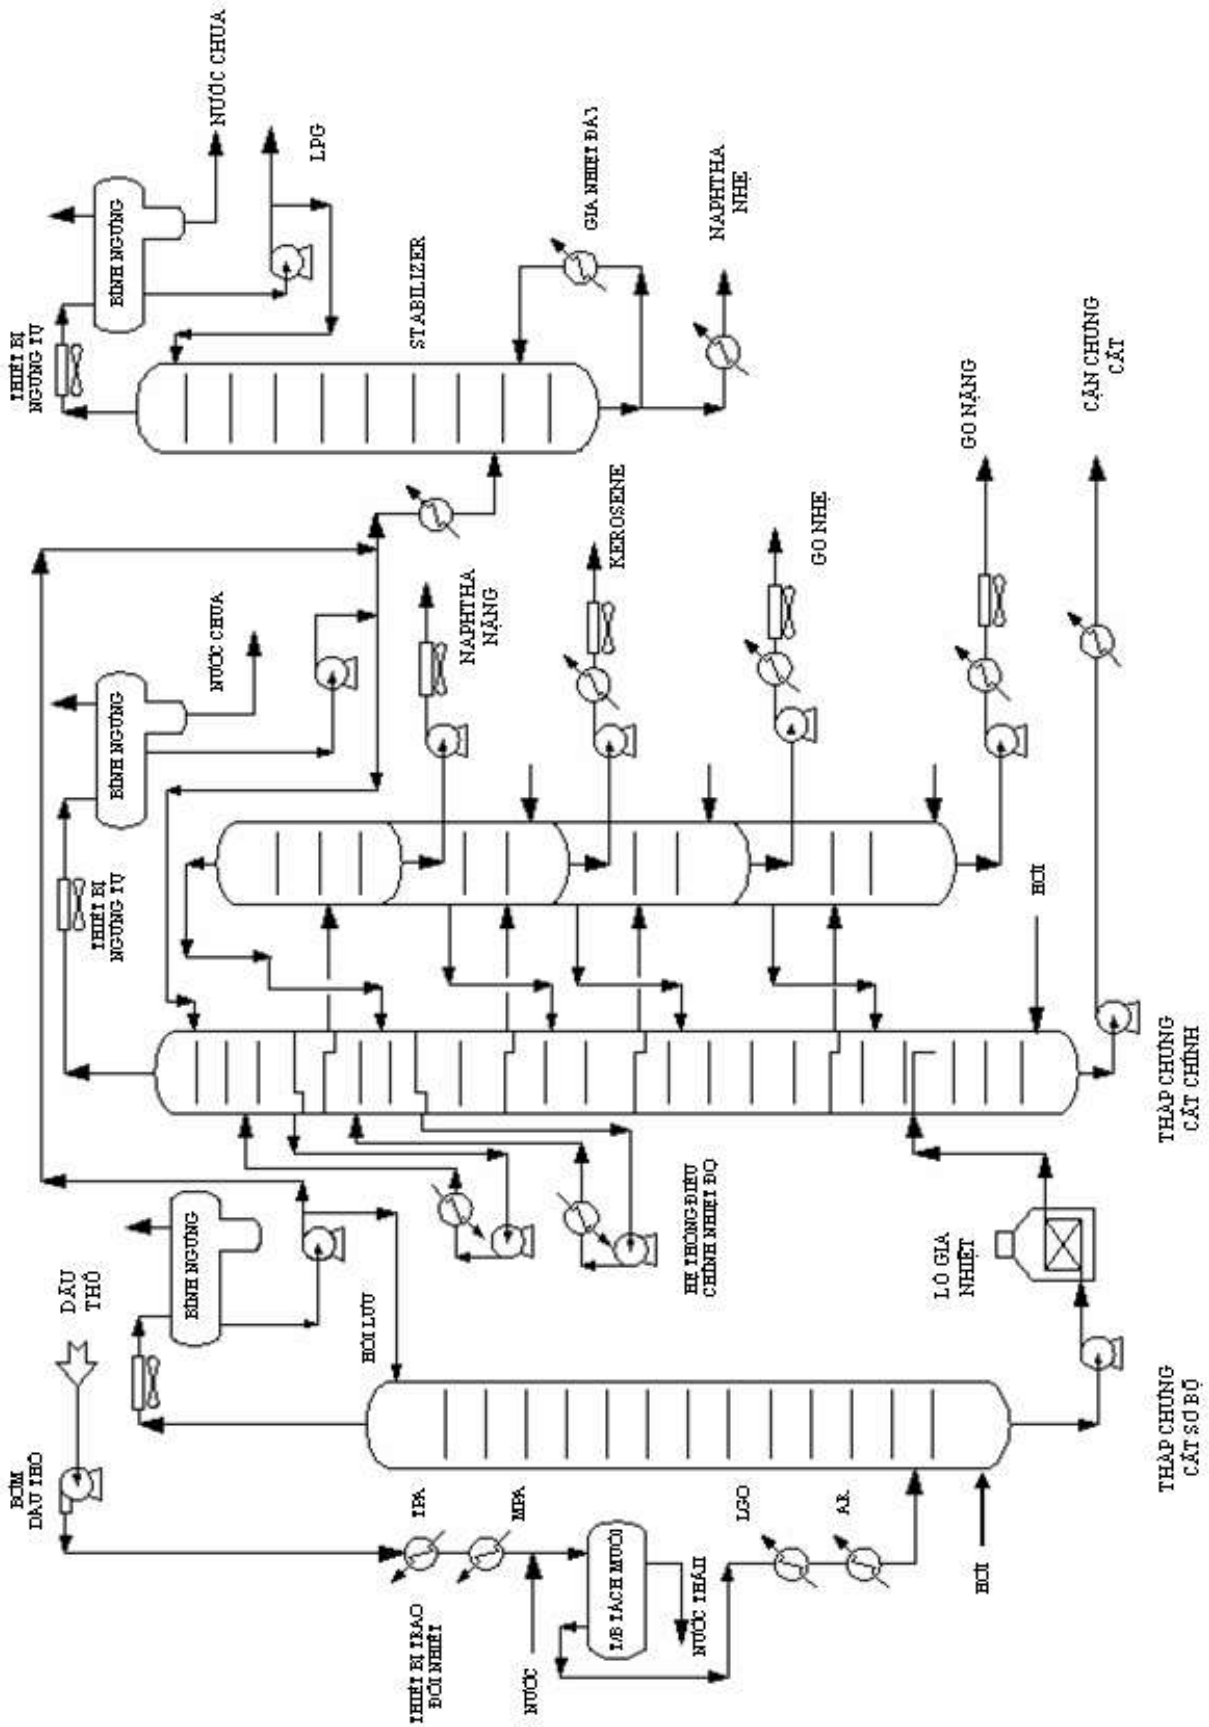 DẦU
THÔ
BƠM
DẦU THÔ
TPA
MPA
THIẾT BỊ TRAO
ĐỔI NHIỆT
NƯỚC
T/B TÁCH MUỐI
NƯỚC THẢI
LGO
AR
HƠI
THÁP CHƯNG
CẤT SƠ BỘ
BÌNH NGƯNG
HỒI LƯU
LÒ GIA
NHIỆT
HỆ THỐNG ĐIỀU
CHỈNH NHIỆT ĐỘ
THÁP CHƯNG
CẤT CHÍNH
HƠI
THIẾT BỊ
NGƯNG TỤ
BÌNH NGƯNG
NƯỚC CHUA
NAPHTHA
NẶNG
KEROSENE
GO NHẸ
GO NẶNG
CẶN CHƯNG
CẤT
THIẾT BỊ
NGƯNG TỤ
BÌNH NGƯNG
NƯỚC CHUA
LPG
STABILIZER
GIA NHIỆT ĐÁY
NAPHTHA
NHẸ